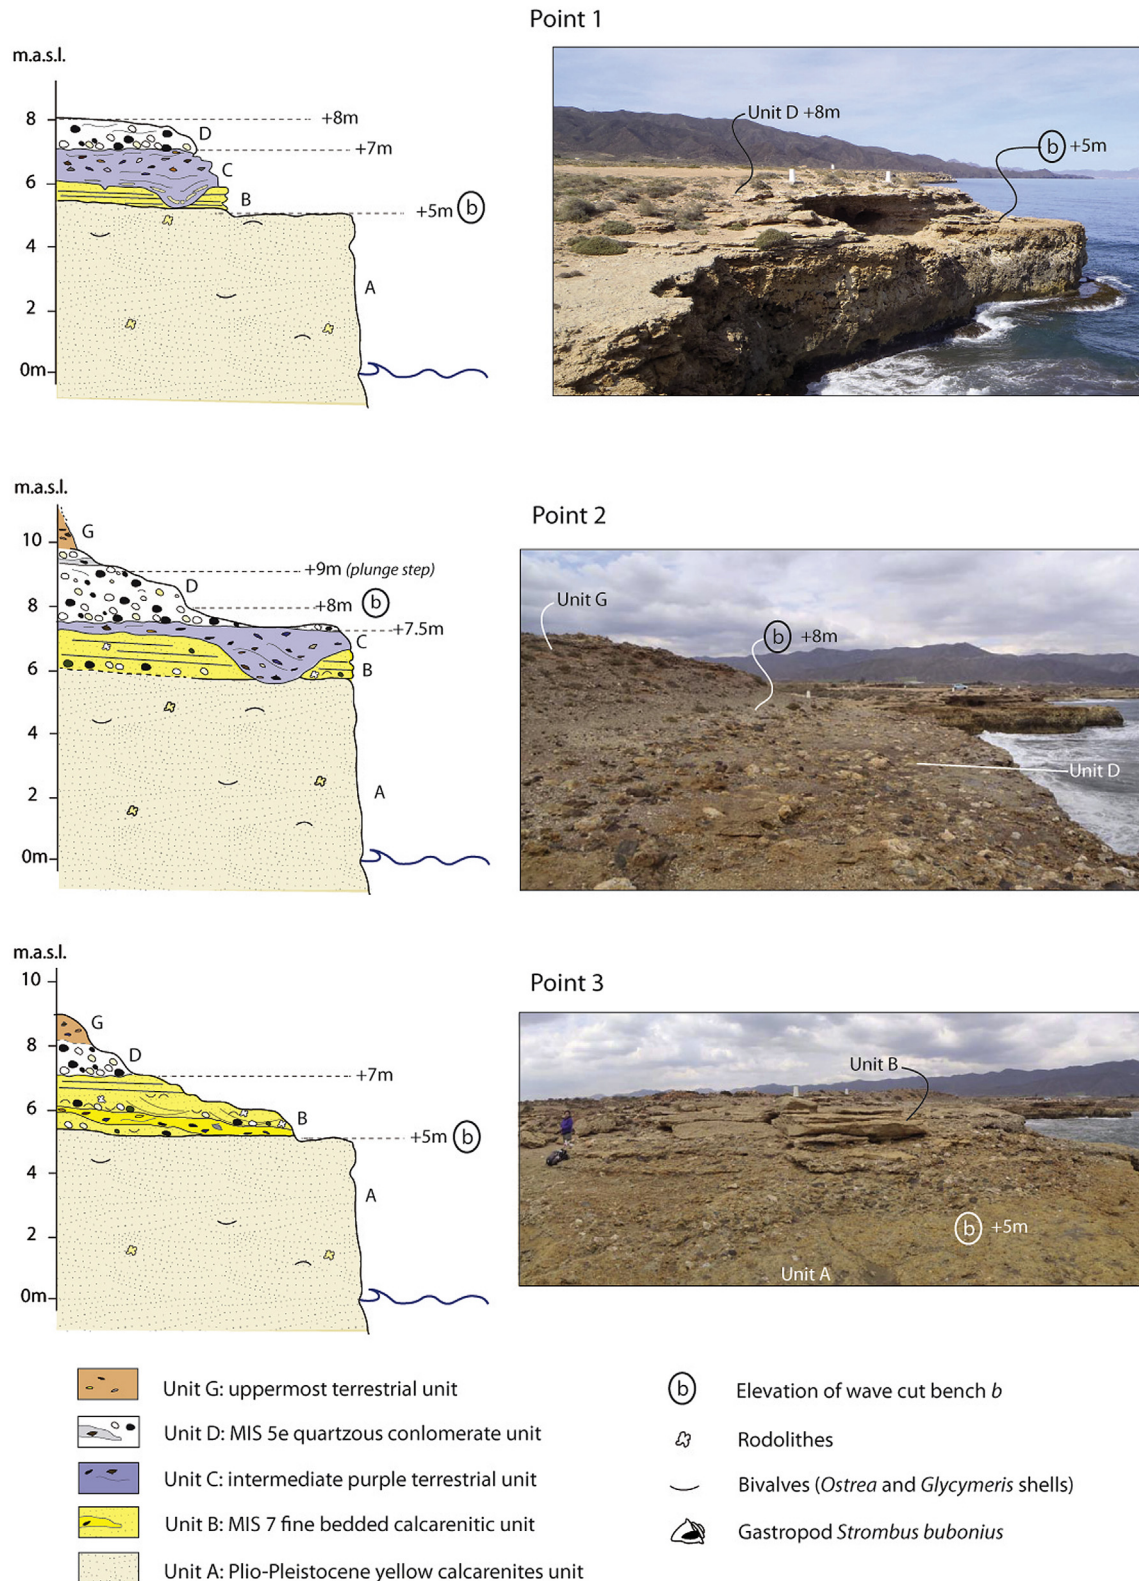 Point 1
m.a.s.l.
8
6
4
2
0m
D
C
B
A
+8m
+7m
+5m b
Unit D +8m
b +5m
Point 2
m.a.s.l.
10
8
6
4
2
0m
G
D
C
B
A
+9m (plunge step)
+8m b
+7.5m
Unit G
b +8m
Unit D
Point 3
m.a.s.l.
10
8
6
4
2
0m
G
D
B
A
+7m
+5m b
Unit B
b +5m
Unit A
Unit G: uppermost terrestrial unit
Unit D: MIS 5e quartzous conlomerate unit
Unit C: intermediate purple terrestrial unit
Unit B: MIS 7 fine bedded calcarenitic unit
Unit A: Plio-Pleistocene yellow calcarenites unit
b Elevation of wave cut bench b
Rodolithes
Bivalves (Ostrea and Glycymeris shells)
Gastropod Strombus bubonius